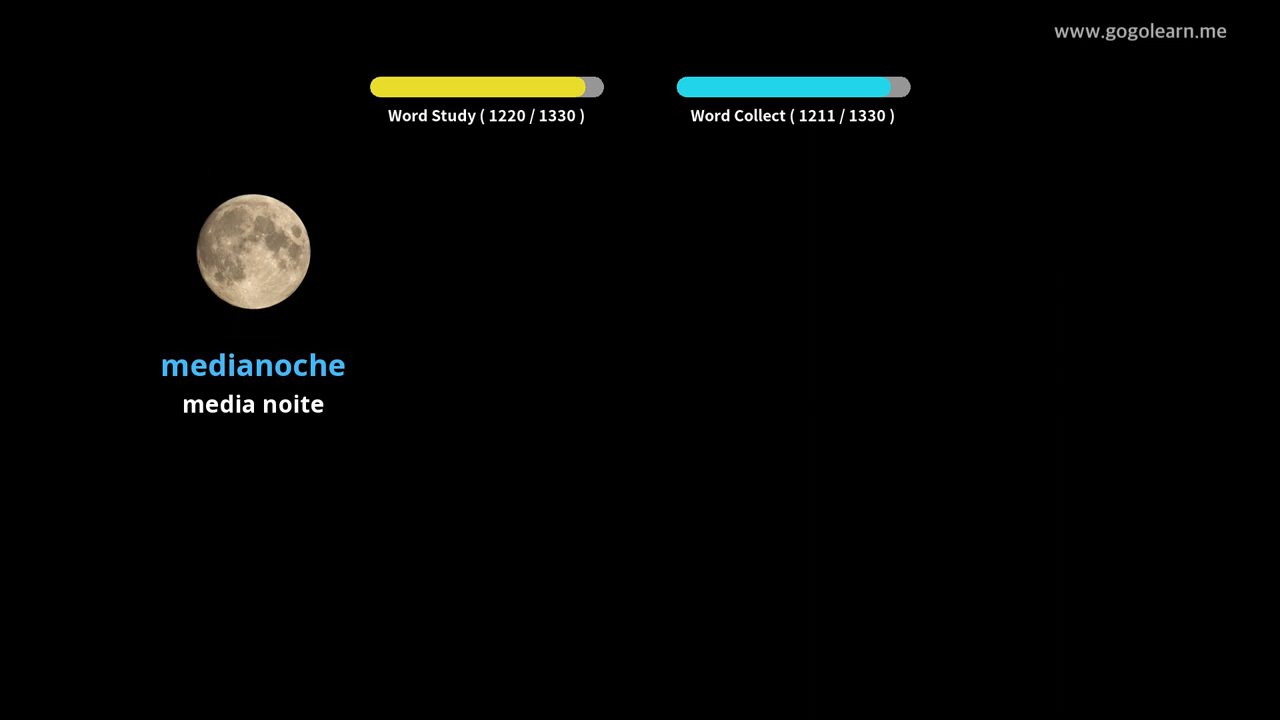 www.gogolearn.me
Word Study ( 1220 / 1330 )
Word Collect ( 1211 / 1330 )
medianoche
media noite